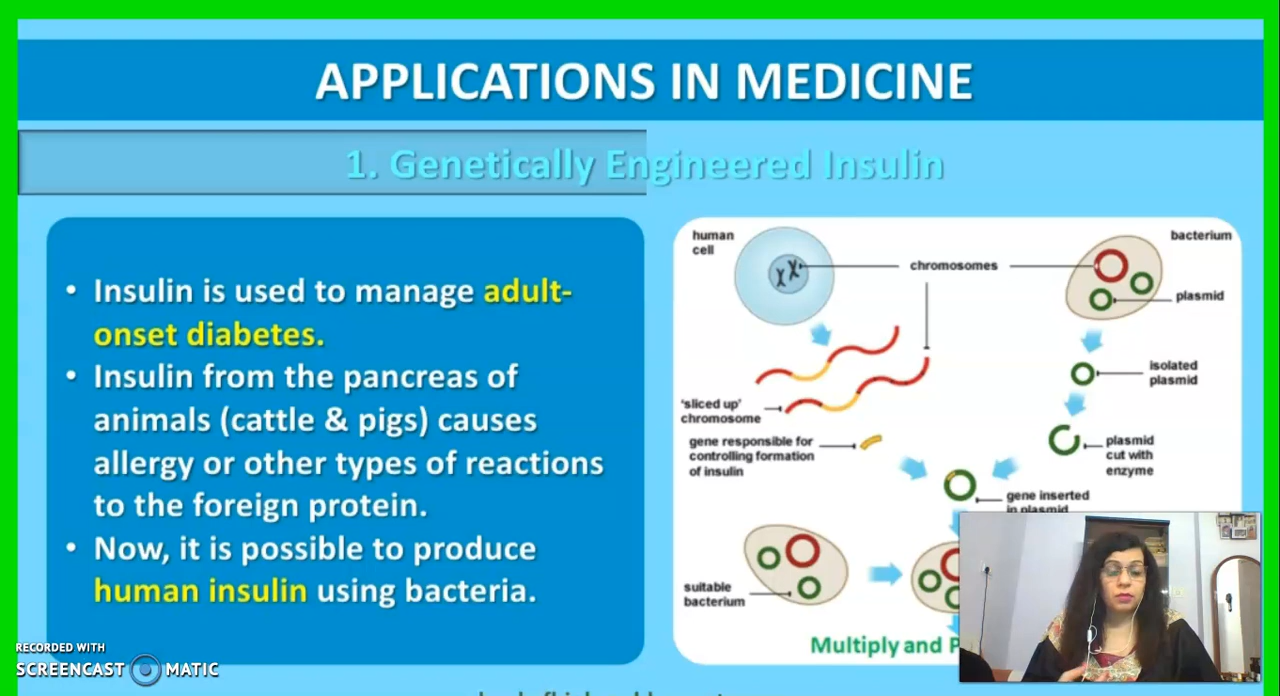 APPLICATIONS IN MEDICINE
1. Genetically Engineered Insulin
• Insulin is used to manage adult-
onset diabetes.
• Insulin from the pancreas of
animals (cattle & pigs) causes
allergy or other types of reactions
to the foreign protein.
• Now, it is possible to produce
human insulin using bacteria.
human
cell
bacterium
chromosomes
plasmid
isolated
plasmid
'sliced up'
chromosome
gene responsible for
controlling formation
of insulin
plasmid
cut with
enzyme
gene inserted
in plasmid
suitable
bacterium
Multiply and P
RECORDED WITH
SCREENCAST MATIC